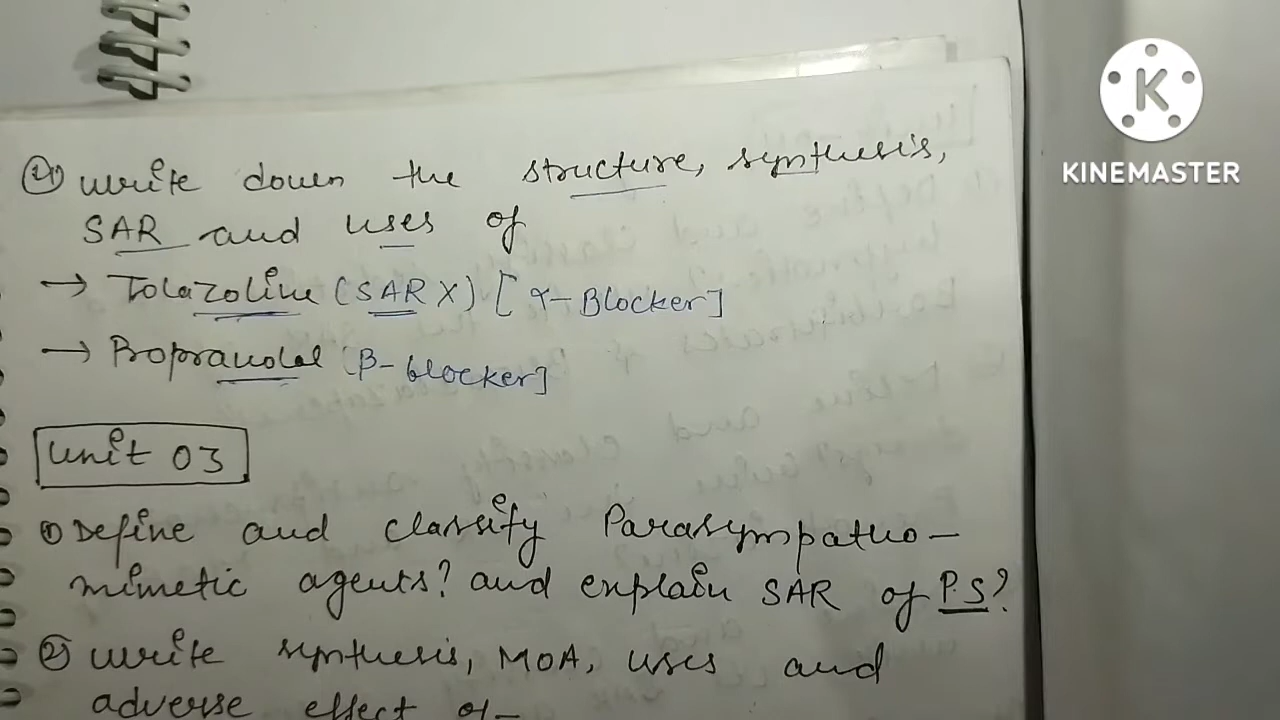 4) write down the structure, synthesis,
SAR and uses of
→ Tolazoline (SAR X) [α-Blocker]
→ Propranolol [β-blocker]
Unit 03
① Define and classify Parasympatho-
mimetic agents? and explain SAR of P.S?
② write synthesis, MOA, uses and
adverse effect of-
K
KINEMASTER